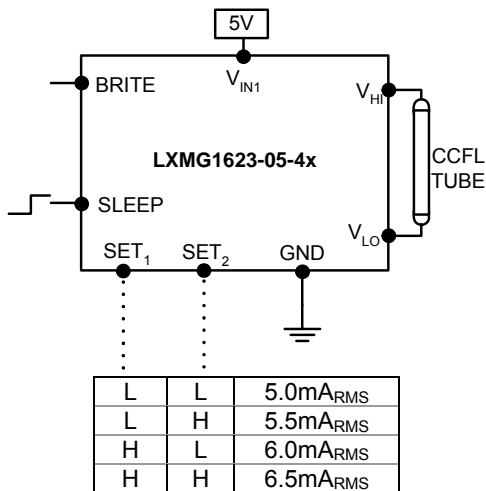 5V
BRITE
V_IN1
V_HI
LXMG1623-05-4x
CCFL
TUBE
SLEEP
V_LO
SET_1 SET_2 GND
L L 5.0mA_RMS
L H 5.5mA_RMS
H L 6.0mA_RMS
H H 6.5mA_RMS